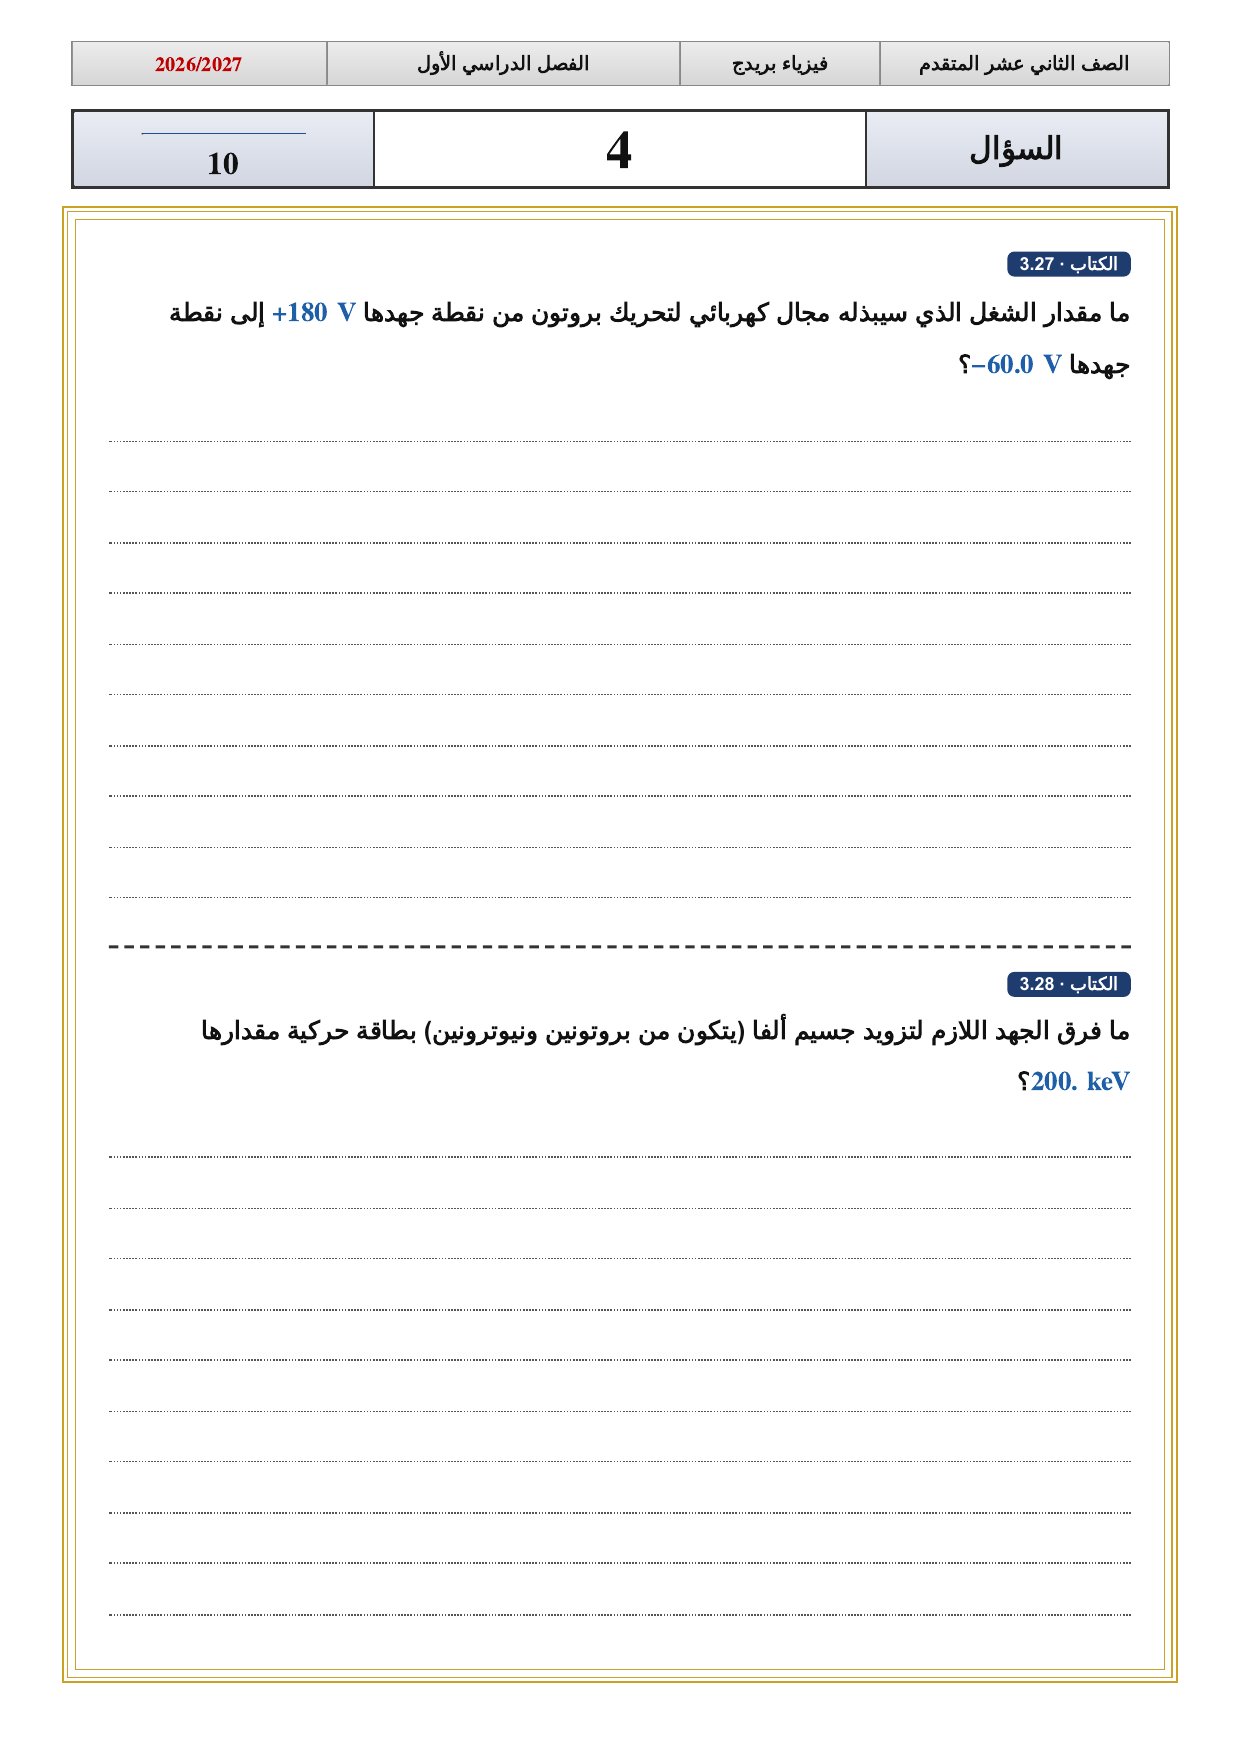 الصف الثاني عشر المتقدم
فيزياء بريدج
الفصل الدراسي الأول
2026/2027
السؤال
4
10
الكتاب · 3.27
ما مقدار الشغل الذي سيبذله مجال كهربائي لتحريك بروتون من نقطة جهدها +180 V إلى نقطة
جهدها −60.0 V؟
الكتاب · 3.28
ما فرق الجهد اللازم لتزويد جسيم ألفا (يتكون من بروتونين ونيوترونين) بطاقة حركية مقدارها
200. keV؟